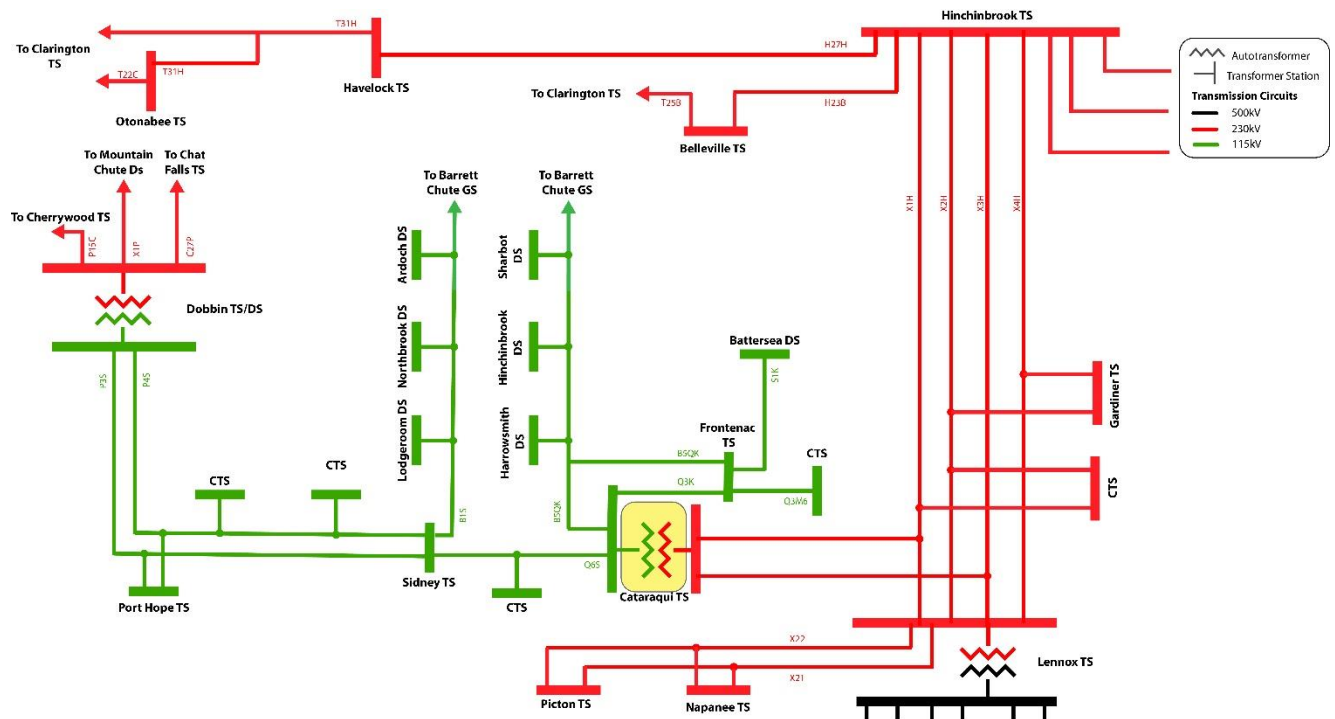 Hinchinbrook TS
T31H
To Clarington
TS
T22C
T31H
Otonabee TS
Havelock TS
H27H
To Clarington TS
T25B
H23B
Belleville TS
Autotransformer
Transformer Station
Transmission Circuits
500kV
230kV
115kV
To Mountain
Chute Ds
To Chat
Falls TS
To Cherrywood TS
P15C
X1P
C27P
Dobbin TS/DS
P3S
P4S
To Barrett
Chute GS
To Barrett
Chute GS
Ardoch DS
Northbrook DS
Lodgeroom DS
Sharbot
DS
Hinchinbrook
DS
Harrowsmith
DS
X1H
X2H
X3H
X4H
Battersea DS
S1K
Frontenac
TS
CTS
B5QK
Q3K
Q3M6
B5QK
Gardiner TS
CTS
CTS
CTS
B1S
Sidney TS
Q6S
Cataraqui TS
Port Hope TS
CTS
X22
X21
Picton TS
Napanee TS
Lennox TS